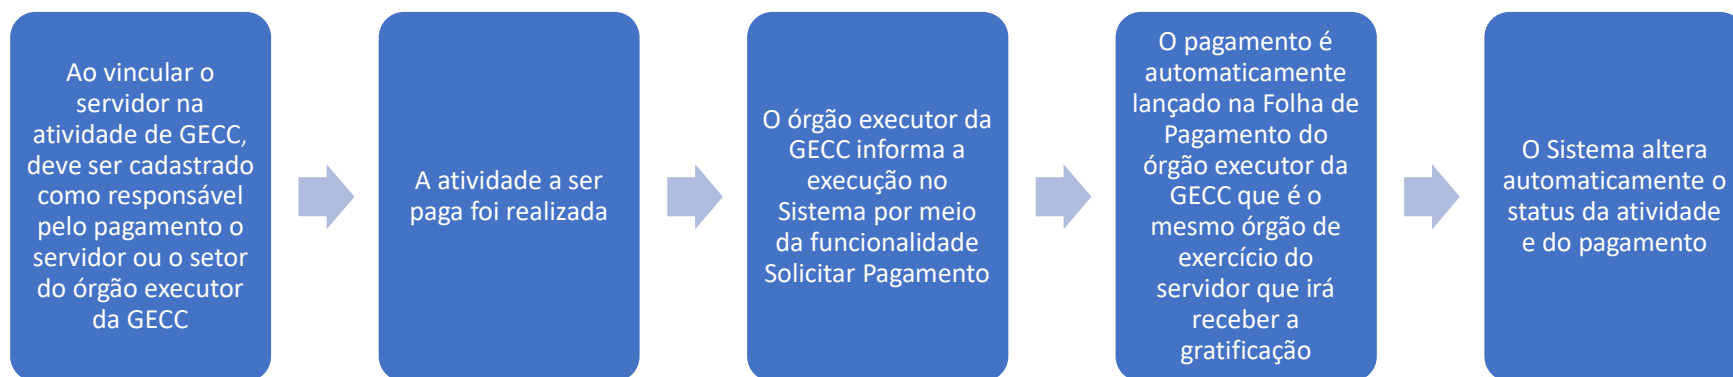 Ao vincular o
servidor na
atividade de GECC,
deve ser cadastrado
como responsável
pelo pagamento o
servidor ou o setor
do órgão executor
da GECC
A atividade a ser
paga foi realizada
O órgão executor da
GECC informa a
execução no
Sistema por meio
da funcionalidade
Solicitar Pagamento
O pagamento é
automaticamente
lançado na Folha de
Pagamento do
órgão executor da
GECC que é o
mesmo órgão de
exercício do
servidor que irá
receber a
gratificação
O Sistema altera
automaticamente o
status da atividade
e do pagamento